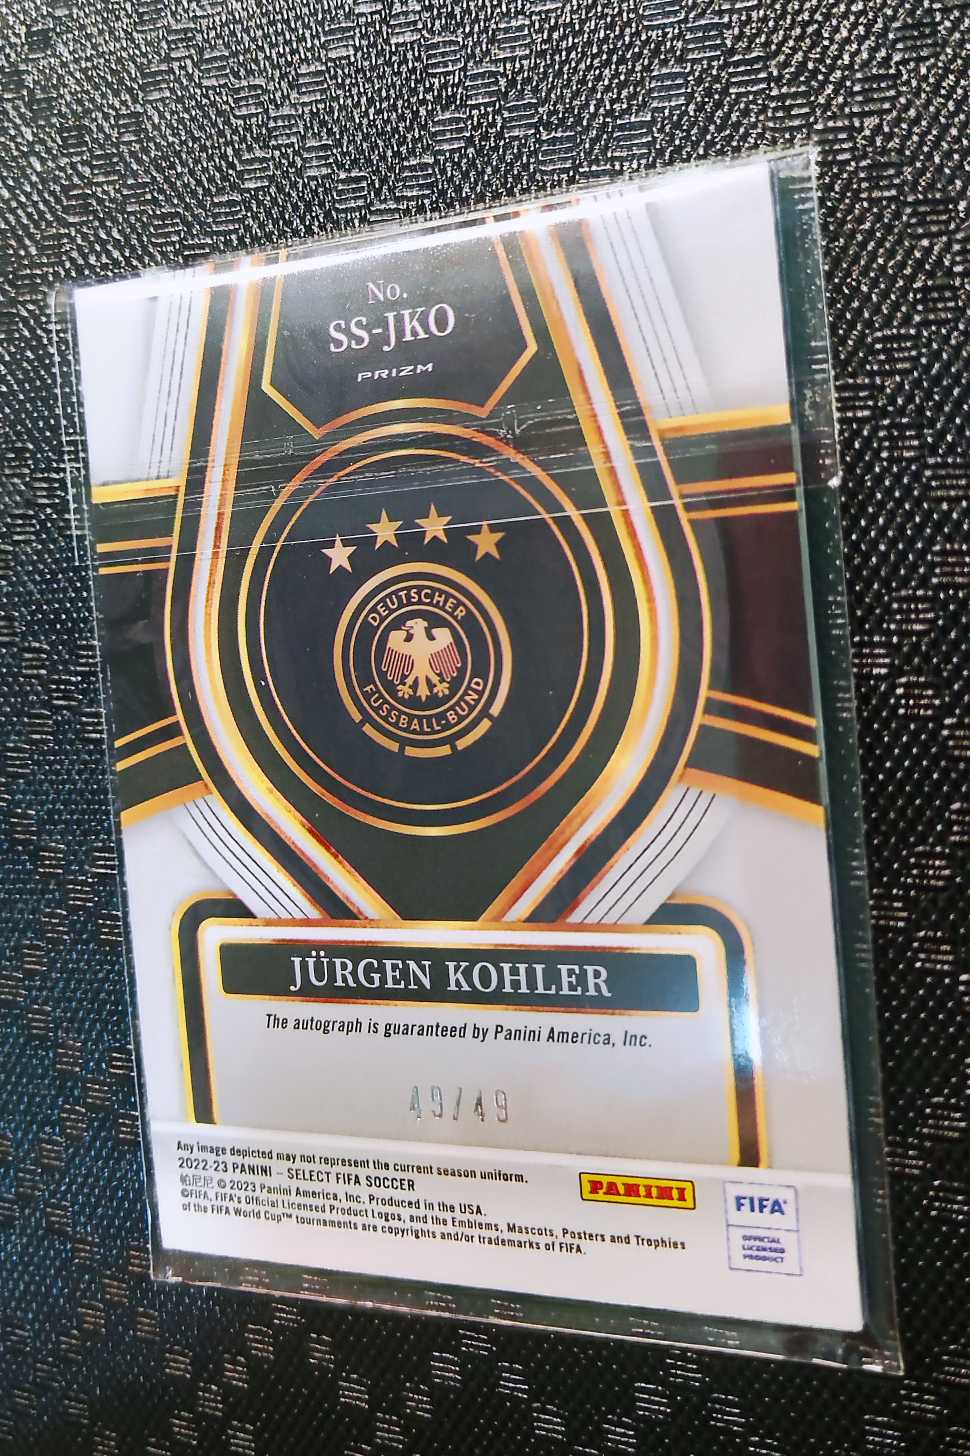 No.
SS-JKO
PRIZM
DEUTSCHER
FUSSBALL-BUND
JÜRGEN KOHLER
The autograph is guaranteed by Panini America, Inc.
49/49
Any image depicted may not represent the current season uniform.
2022-23 PANINI – SELECT FIFA SOCCER
帕尼尼 © 2023 Panini America, Inc. Produced in the USA.
©FIFA, FIFA's Official Licensed Product Logos, and the Emblems, Mascots, Posters and Trophies
of the FIFA World Cup™ tournaments are copyrights and/or trademarks of FIFA.
PANINI
FIFA®
OFFICIAL
LICENSED
PRODUCT